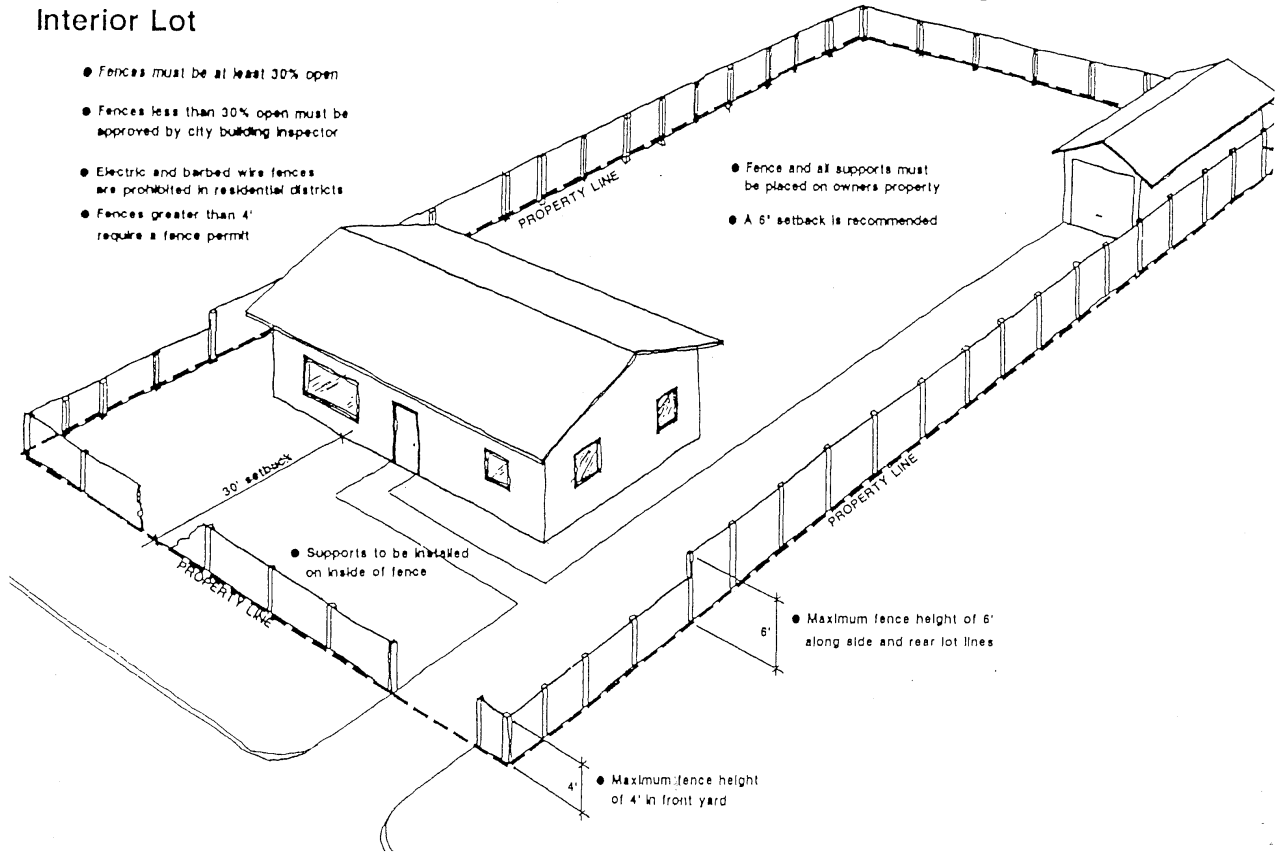 Interior Lot
● Fences must be at least 30% open
● Fences less than 30% open must be
approved by city building inspector
● Electric and barbed wire fences
are prohibited in residential districts
● Fences greater than 4'
require a fence permit
● Fence and all supports must
be placed on owners property
● A 6" setback is recommended
PROPERTY LINE
30' setback
● Supports to be installed
on inside of fence
PROPERTY LINE
PROPERTY LINE
6'
● Maximum fence height of 6'
along side and rear lot lines
4'
● Maximum fence height
of 4' in front yard